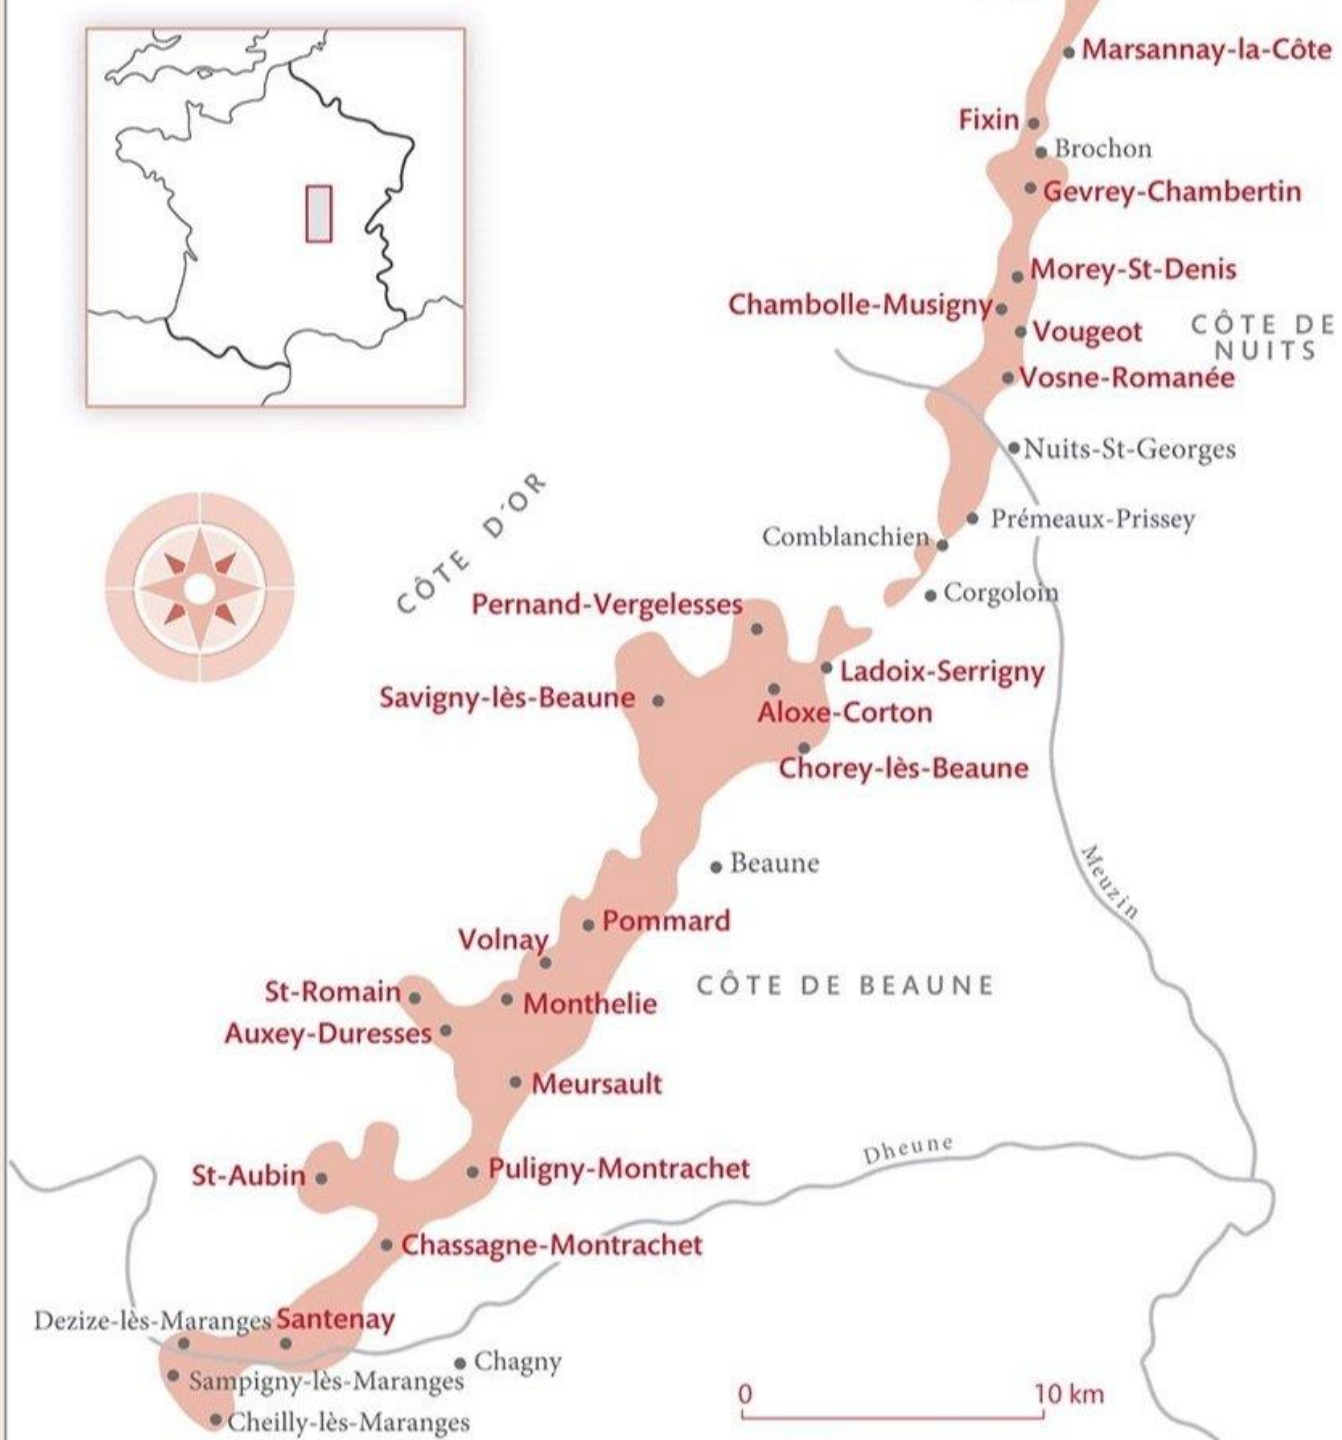 Marsannay-la-Côte
Fixin
Brochon
Gevrey-Chambertin
Morey-St-Denis
Chambolle-Musigny
Vougeot
CÔTE DE
NUITS
Vosne-Romanée
Nuits-St-Georges
CÔTE D'OR
Prémeaux-Prissey
Comblanchien
Corgoloin
Pernand-Vergelesses
Ladoix-Serrigny
Savigny-lès-Beaune
Aloxe-Corton
Chorey-lès-Beaune
Beaune
Meuzin
Pommard
Volnay
CÔTE DE BEAUNE
St-Romain
Monthelie
Auxey-Duresses
Meursault
Dheune
Puligny-Montrachet
St-Aubin
Chassagne-Montrachet
Dezize-lès-Maranges
Santenay
Chagny
Sampigny-lès-Maranges
0 10 km
Cheilly-lès-Maranges